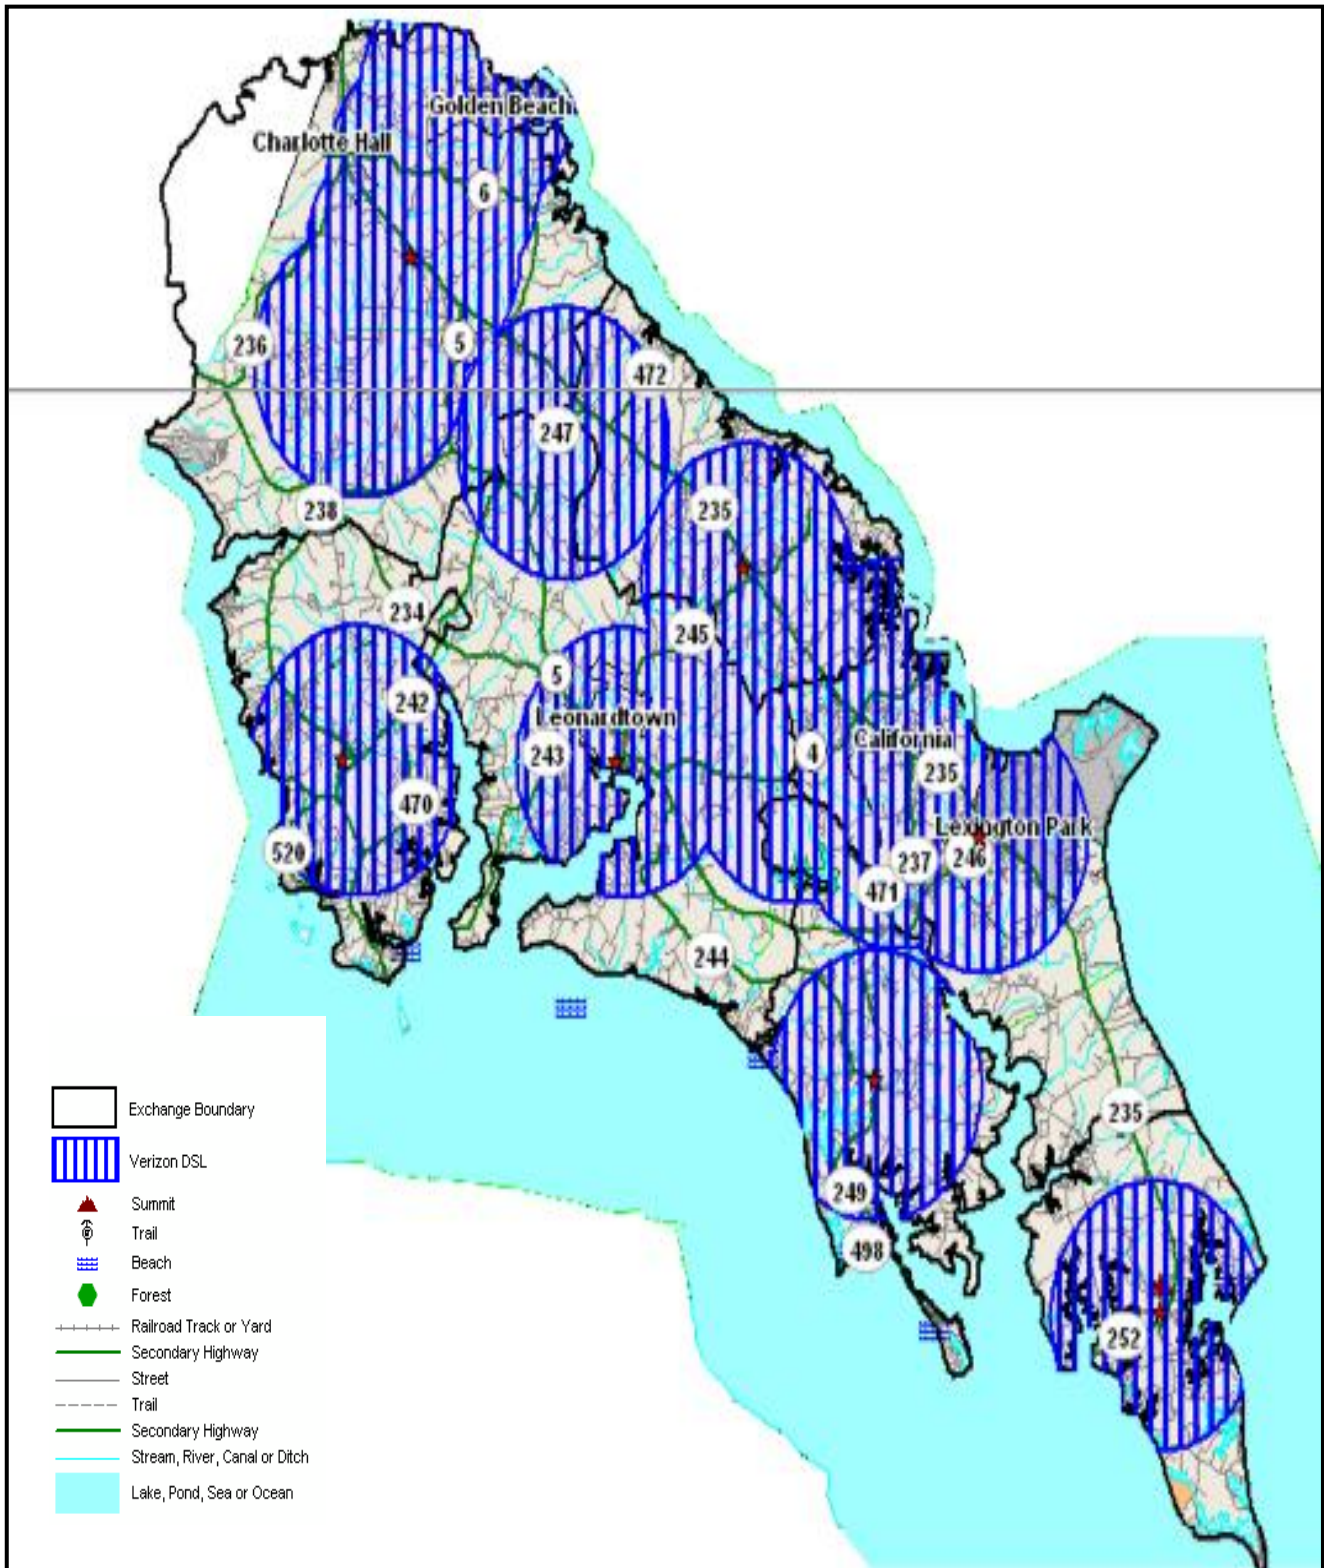 Golden Beach
Charlotte Hall
6
236
5
472
247
238
235
234
245
5
242
Leonardtown
243
4
California
235
470
Lexington Park
520
237
246
471
244
235
249
498
252
Exchange Boundary
Verizon DSL
Summit
Trail
Beach
Forest
Railroad Track or Yard
Secondary Highway
Street
Trail
Secondary Highway
Stream, River, Canal or Ditch
Lake, Pond, Sea or Ocean